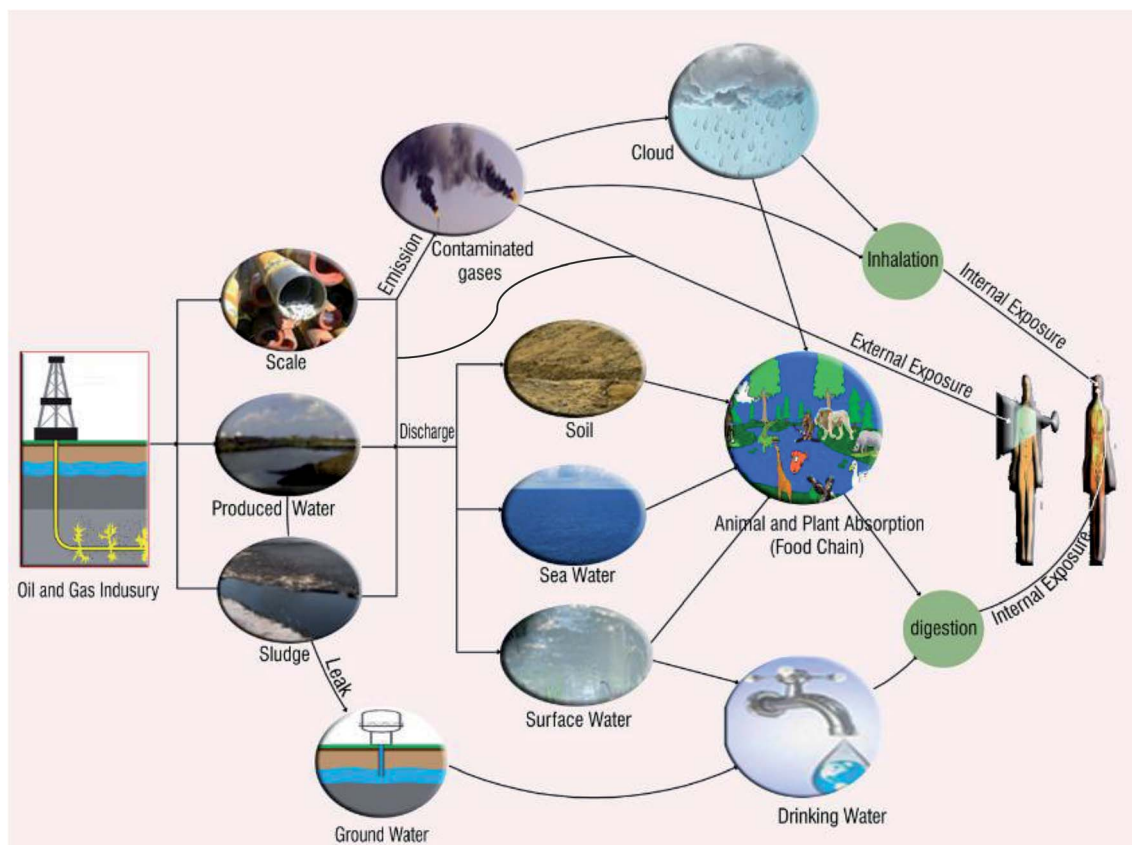 Cloud
Contaminated
gases
Emission
Inhalation
Internal Exposure
Scale
External Exposure
Soil
Discharge
Produced Water
Animal and Plant Absorption
(Food Chain)
Sea Water
Oil and Gas Indusury
Internal Exposure
digestion
Sludge
Leak
Surface Water
Drinking Water
Ground Water